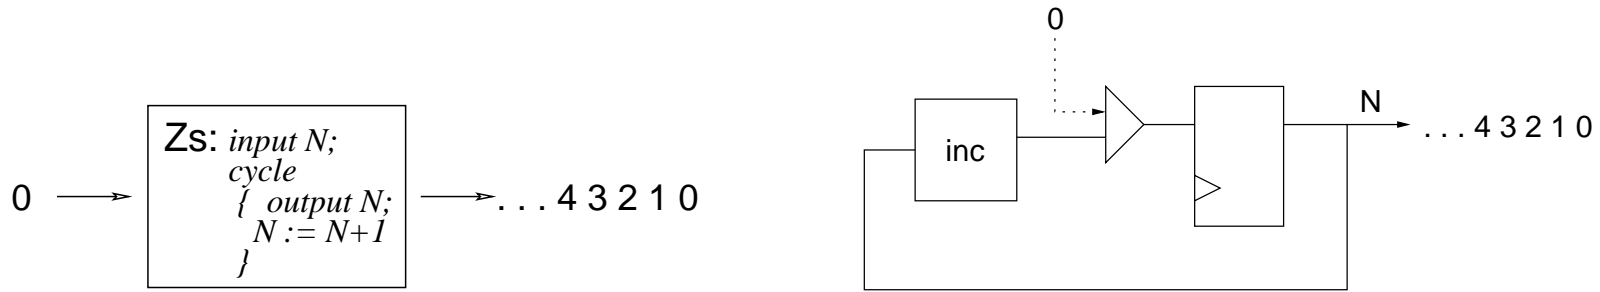 0
Zs: input N;
cycle
{ output N;
N := N+1
}
. . . 4 3 2 1 0
0
inc
N
. . . 4 3 2 1 0